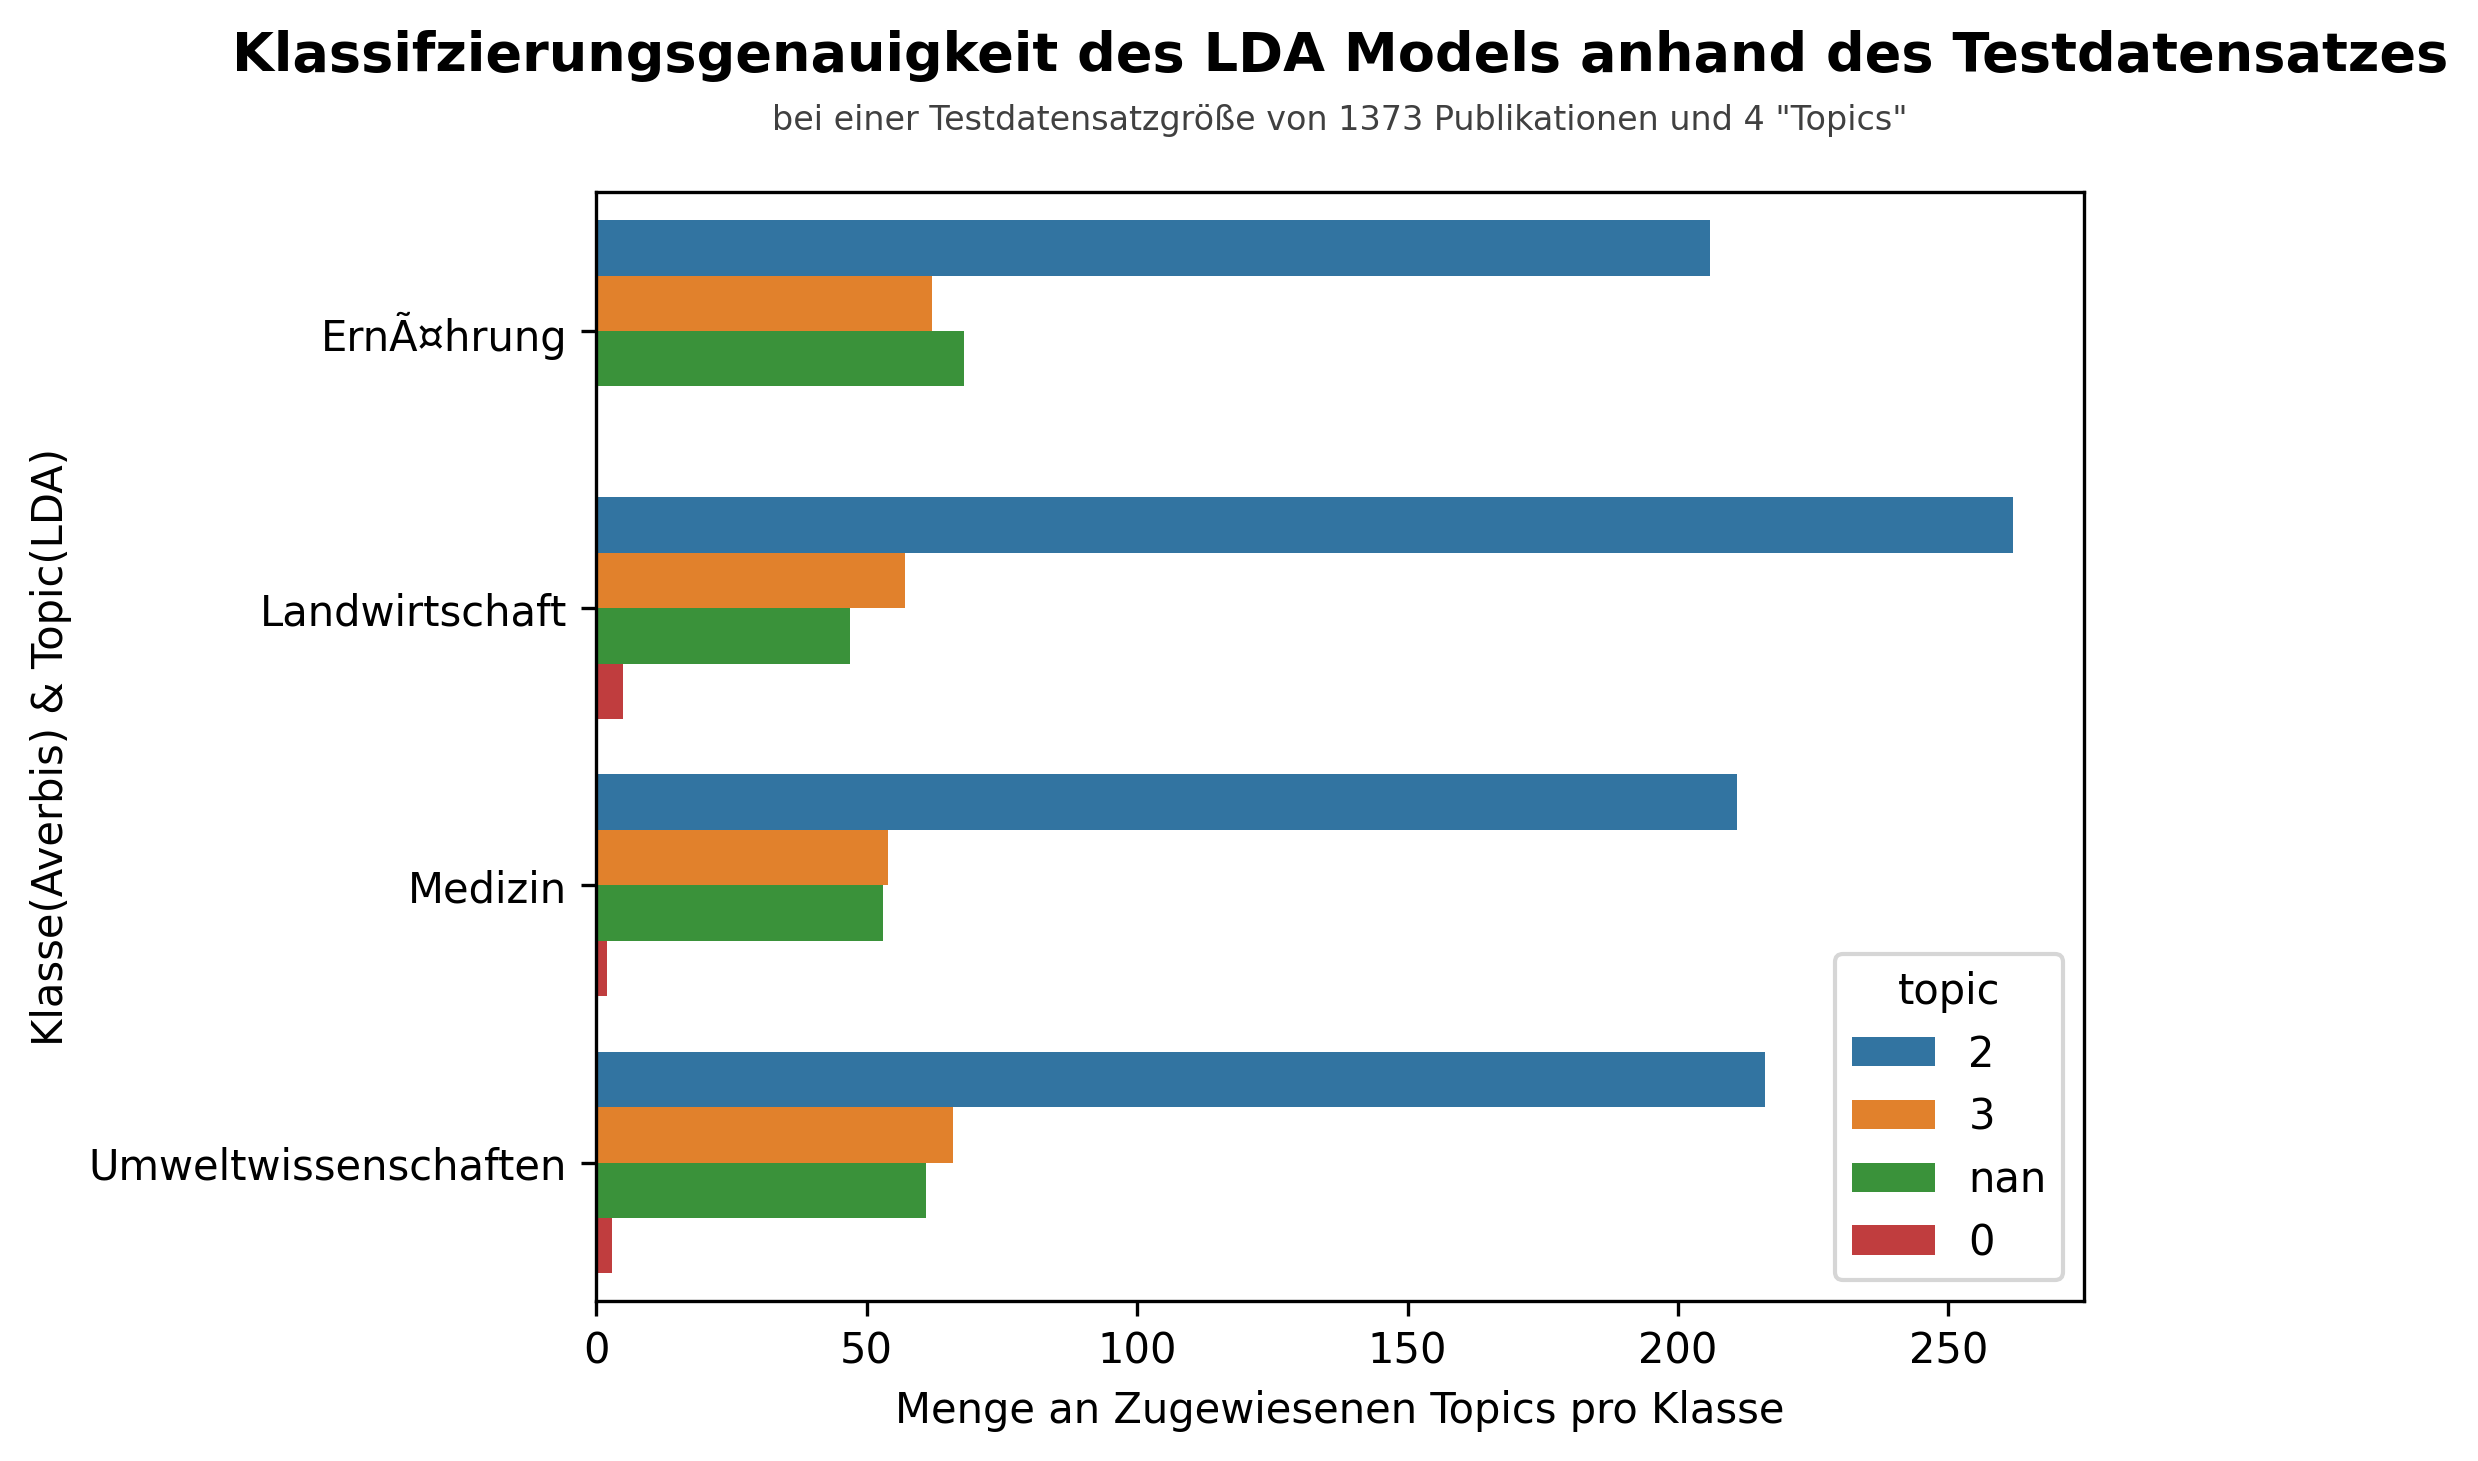 Klassifzierungsgenauigkeit des LDA Models anhand des Testdatensatzes
bei einer Testdatensatzgröße von 1373 Publikationen und 4 "Topics"
Klasse(Averbis) & Topic(LDA)
ErnÃ¤hrung
Landwirtschaft
Medizin
Umweltwissenschaften
topic
2
3
nan
0
0 50 100 150 200 250
Menge an Zugewiesenen Topics pro Klasse